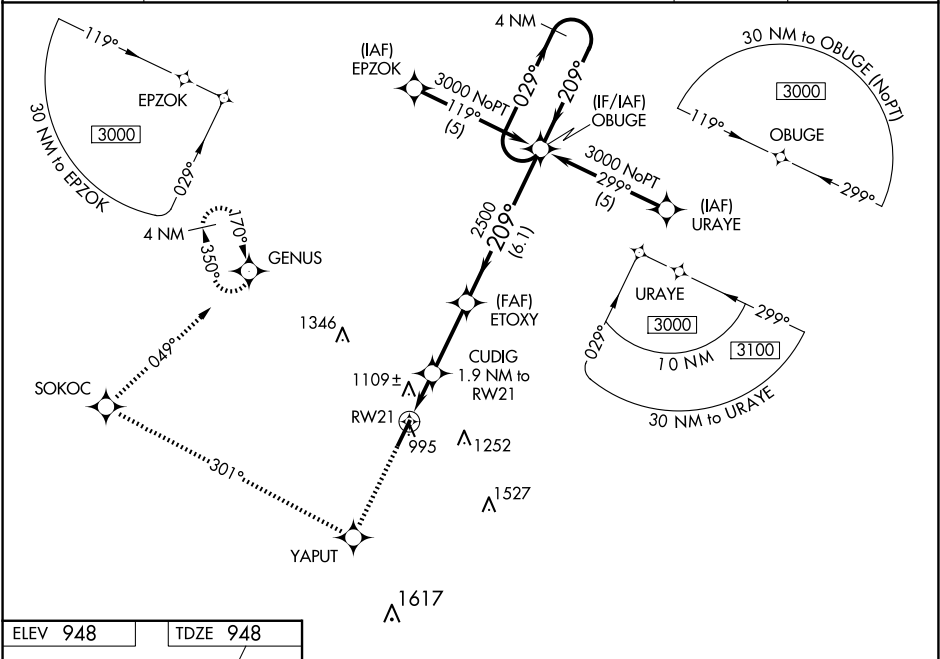 119°
EPZOK
3000
30 NM to EPZOK
029°
4 NM
170°
350°
GENUS
049°
SOKOC
301°
YAPUT
(IAF)
EPZOK
3000 NoPT
119°
(5)
4 NM
029°
209°
(IF/IAF)
OBUGE
3000 NoPT
299°
(5)
(IAF)
URAYE
2500
209°
(6.1)
(FAF)
ETOXY
CUDIG
1.9 NM to
RW21
RW21
1346
1109±
995
1252
1527
1617
30 NM to OBUGE (NoPT)
3000
119°
OBUGE
299°
URAYE
299°
029°
3000
10 NM
3100
30 NM to URAYE
ELEV 948
TDZE 948